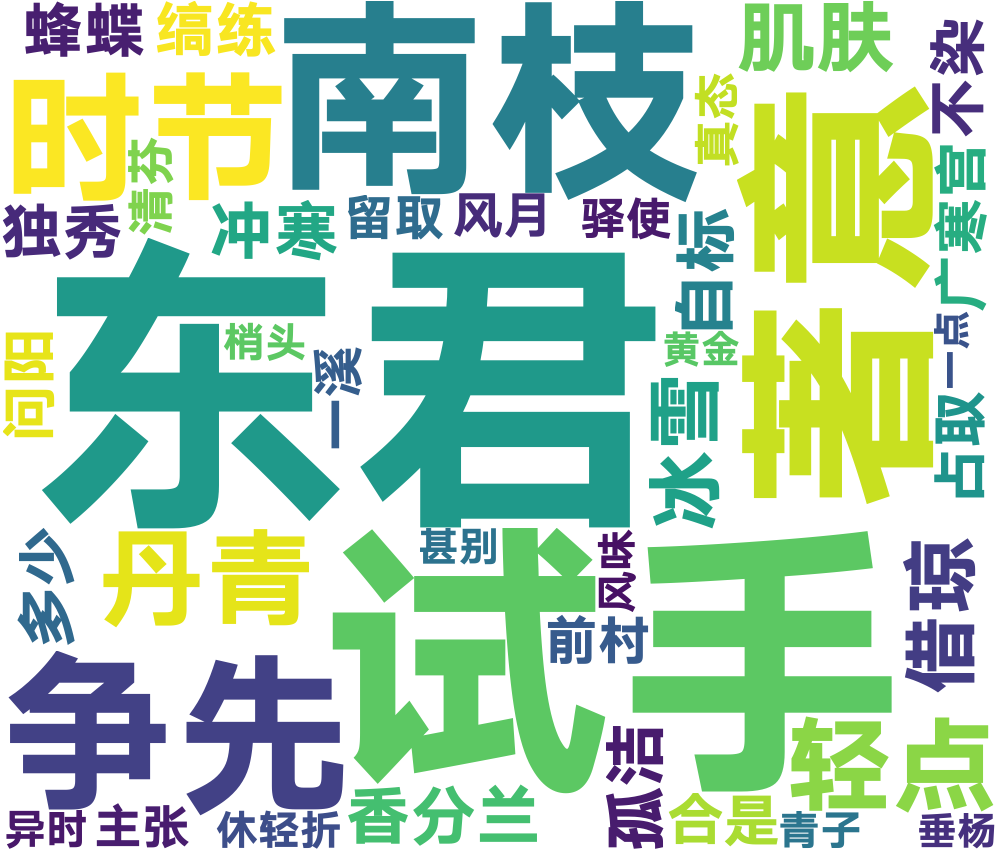 蜂蝶
缟练
南枝
肌肤
不染
时节
真态
著意
清芬
广寒宫
独秀
冲寒
留取
风月
驿使
自标
东君
问阳
梢头
一溪
黄金
一点
冰雪
占取
多少
丹青
试手
甚别
风味
前村
借琼
争先
轻点
孤洁
异时
主张
休轻折
香分兰
合是
青子
垂杨